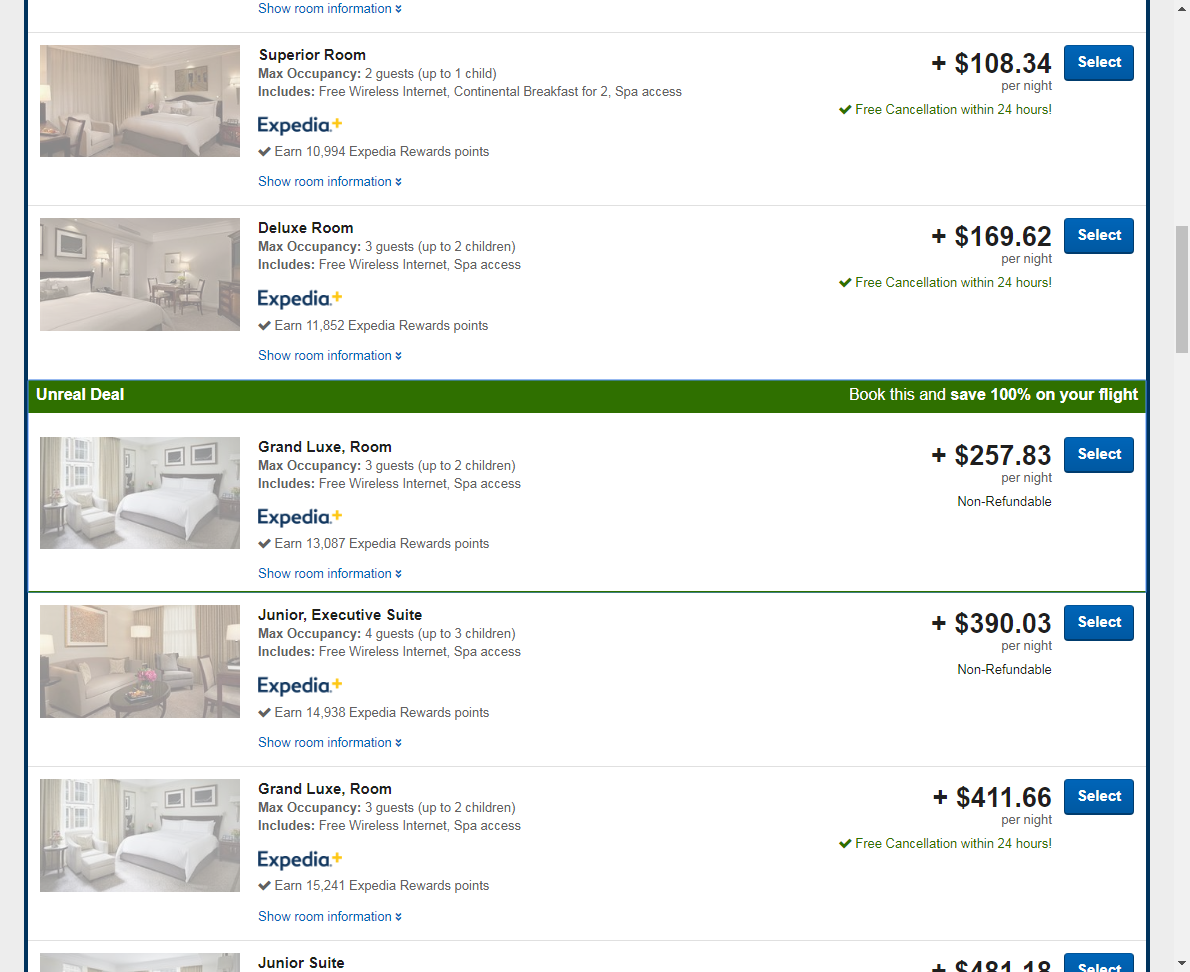 Show room information
Superior Room
Max Occupancy: 2 guests (up to 1 child)
Includes: Free Wireless Internet, Continental Breakfast for 2, Spa access
Expedia.+
Earn 10,994 Expedia Rewards points
Show room information
+ $108.34
per night
Free Cancellation within 24 hours!
Select
Deluxe Room
Max Occupancy: 3 guests (up to 2 children)
Includes: Free Wireless Internet, Spa access
Expedia.+
Earn 11,852 Expedia Rewards points
Show room information
+ $169.62
per night
Free Cancellation within 24 hours!
Select
Unreal Deal
Book this and save 100% on your flight
Grand Luxe, Room
Max Occupancy: 3 guests (up to 2 children)
Includes: Free Wireless Internet, Spa access
Expedia.+
Earn 13,087 Expedia Rewards points
Show room information
+ $257.83
per night
Non-Refundable
Select
Junior, Executive Suite
Max Occupancy: 4 guests (up to 3 children)
Includes: Free Wireless Internet, Spa access
Expedia.+
Earn 14,938 Expedia Rewards points
Show room information
+ $390.03
per night
Non-Refundable
Select
Grand Luxe, Room
Max Occupancy: 3 guests (up to 2 children)
Includes: Free Wireless Internet, Spa access
Expedia.+
Earn 15,241 Expedia Rewards points
Show room information
+ $411.66
per night
Free Cancellation within 24 hours!
Select
Junior Suite
+ $481.18
Select